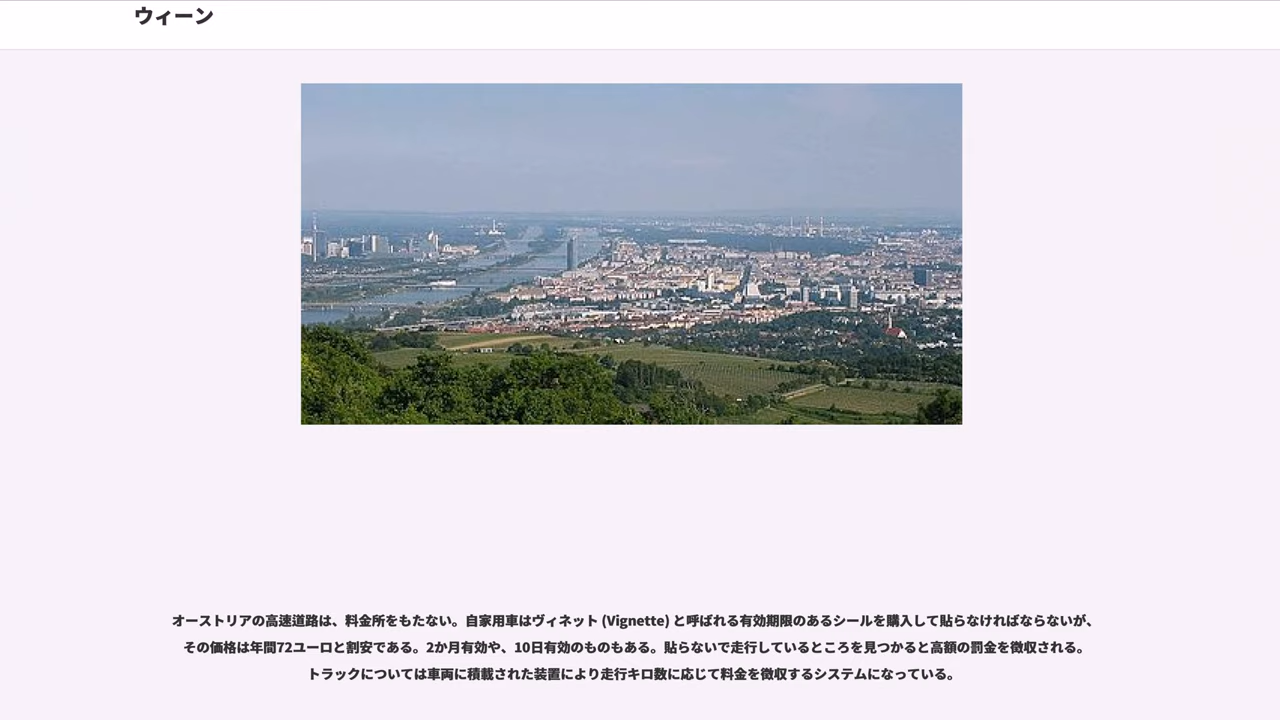 ウィーン
オーストリアの高速道路は、料金所をもたない。自家用車はヴィネット (Vignette) と呼ばれる有効期限のあるシールを購入して貼らなければならないが、
その価格は年間72ユーロと割安である。2か月有効や、10日有効のものもある。貼らないで走行しているところを見つかると高額の罰金を徴収される。
トラックについては車両に積載された装置により走行キロ数に応じて料金を徴収するシステムになっている。